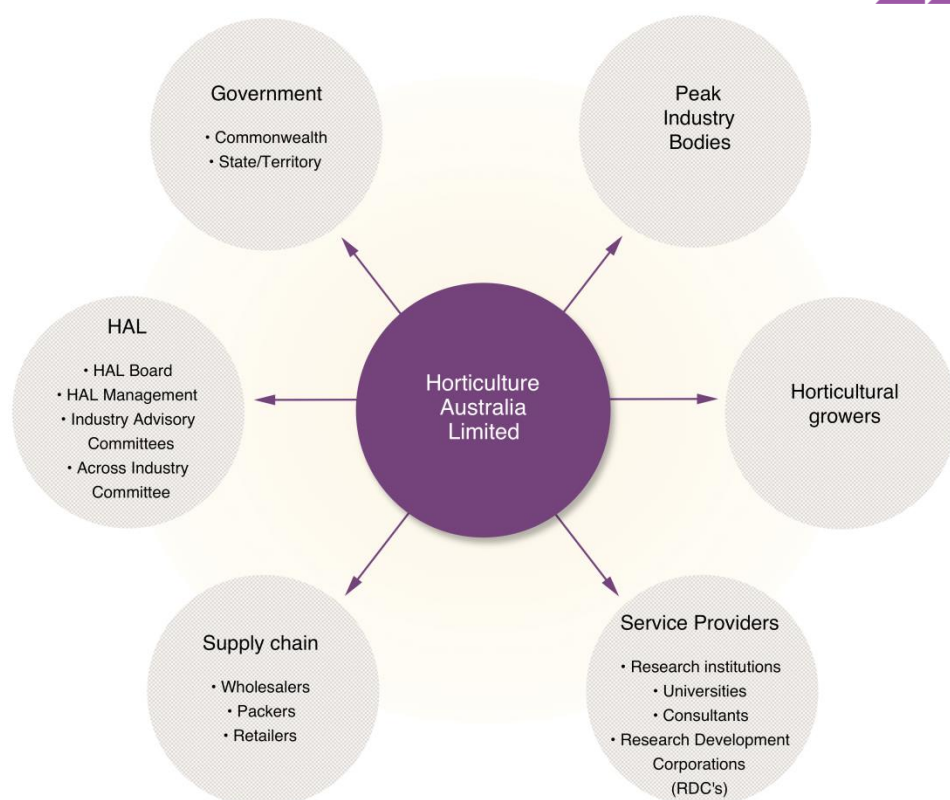 Government
• Commonwealth
• State/Territory
Peak
Industry
Bodies
HAL
• HAL Board
• HAL Management
• Industry Advisory
Committees
• Across Industry
Committee
Horticulture
Australia
Limited
Horticultural
growers
Supply chain
• Wholesalers
• Packers
• Retailers
Service Providers
• Research institutions
• Universities
• Consultants
• Research Development
Corporations
(RDC's)